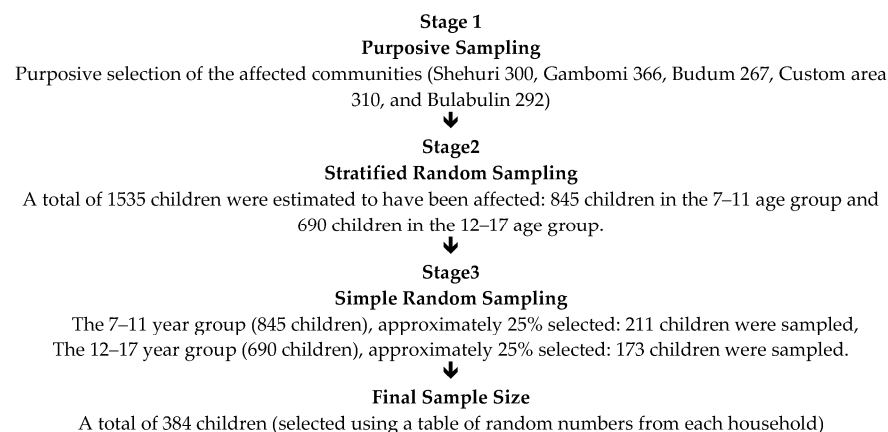 Stage 1
Purposive Sampling
Purposive selection of the affected communities (Shehuri 300, Gambomi 366, Budum 267, Custom area
310, and Bulabulin 292)
Stage2
Stratified Random Sampling
A total of 1535 children were estimated to have been affected: 845 children in the 7–11 age group and
690 children in the 12–17 age group.
Stage3
Simple Random Sampling
The 7–11 year group (845 children), approximately 25% selected: 211 children were sampled,
The 12–17 year group (690 children), approximately 25% selected: 173 children were sampled.
Final Sample Size
A total of 384 children (selected using a table of random numbers from each household)